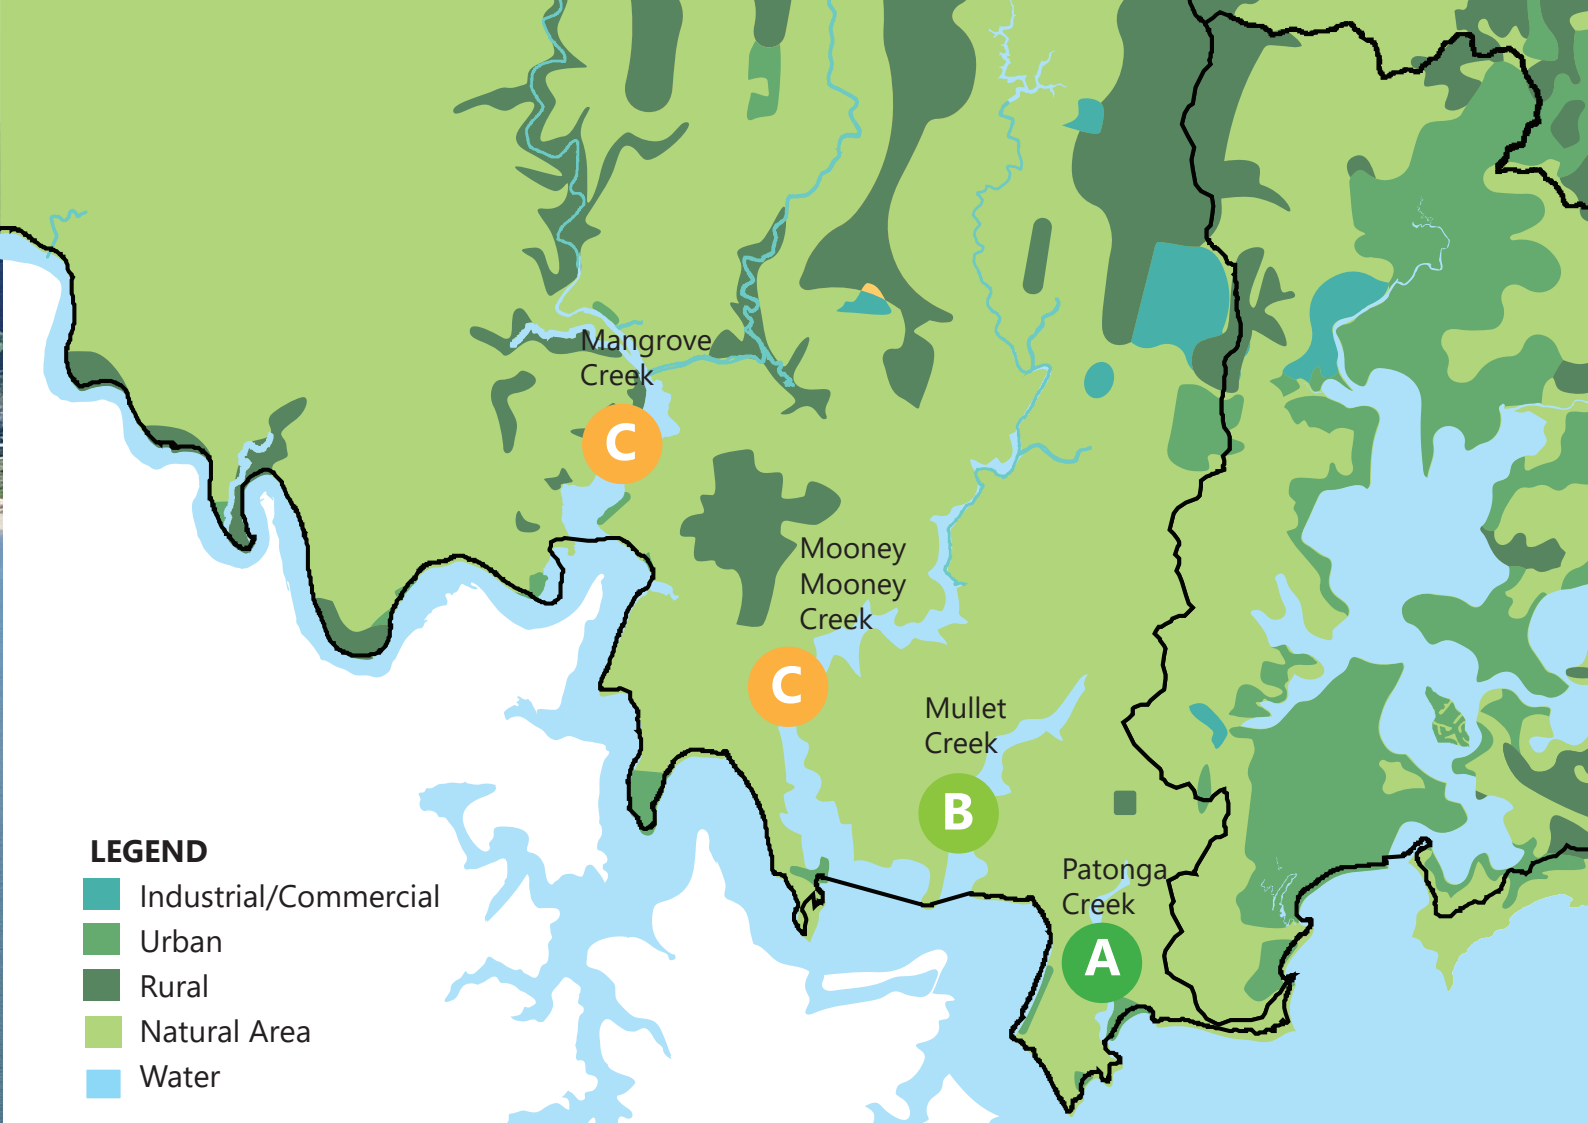 Mangrove
Creek
C
Mooney
Mooney
Creek
C
Mullet
Creek
B
Patonga
Creek
A
LEGEND
Industrial/Commercial
Urban
Rural
Natural Area
Water